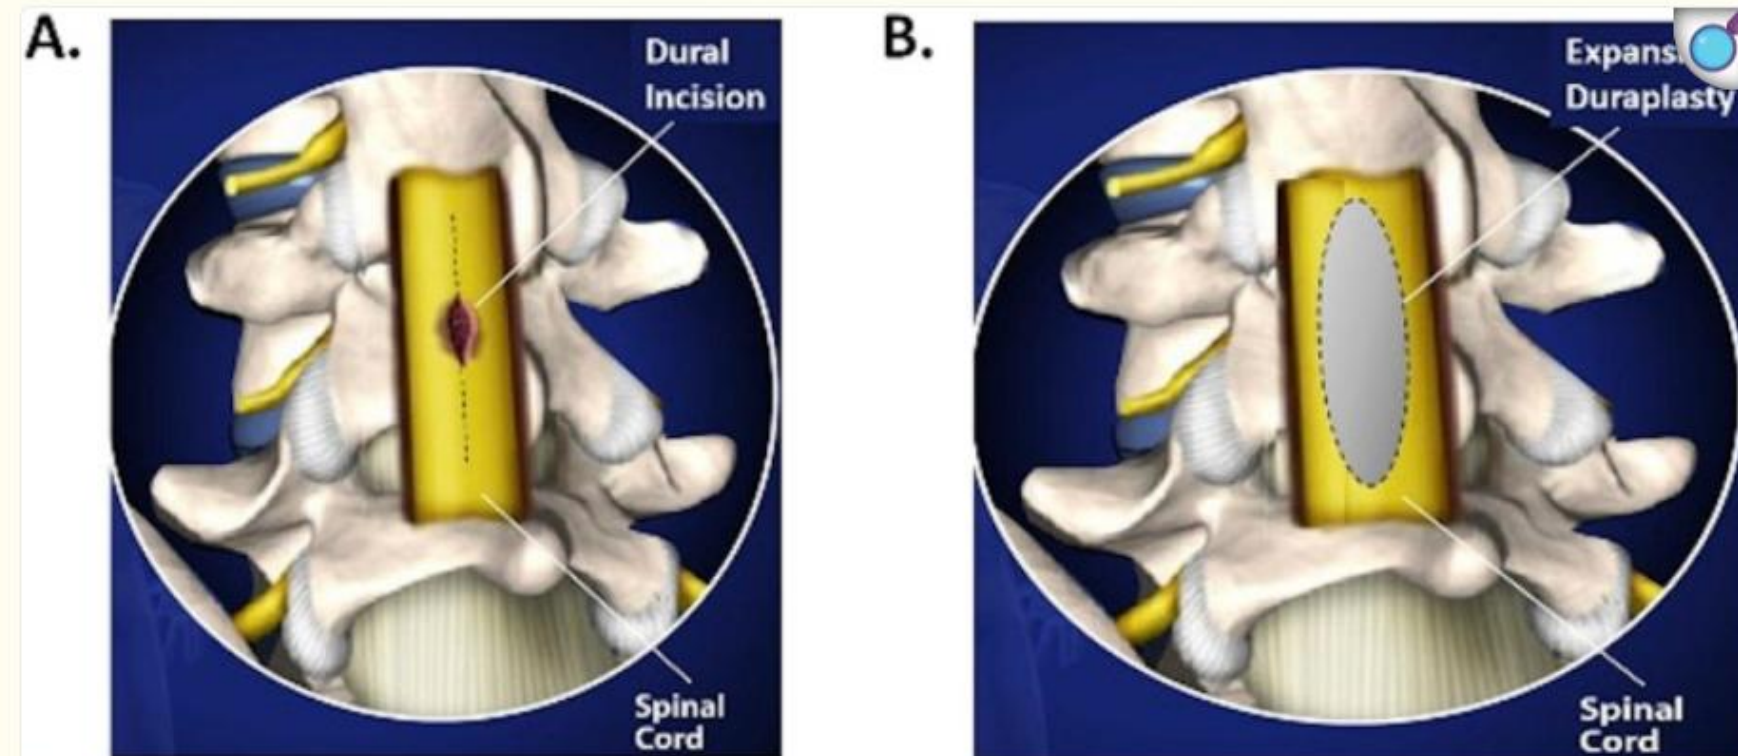 A.
Dural
Incision
Spinal
Cord
B.
Duraplasty
Spinal
Cord